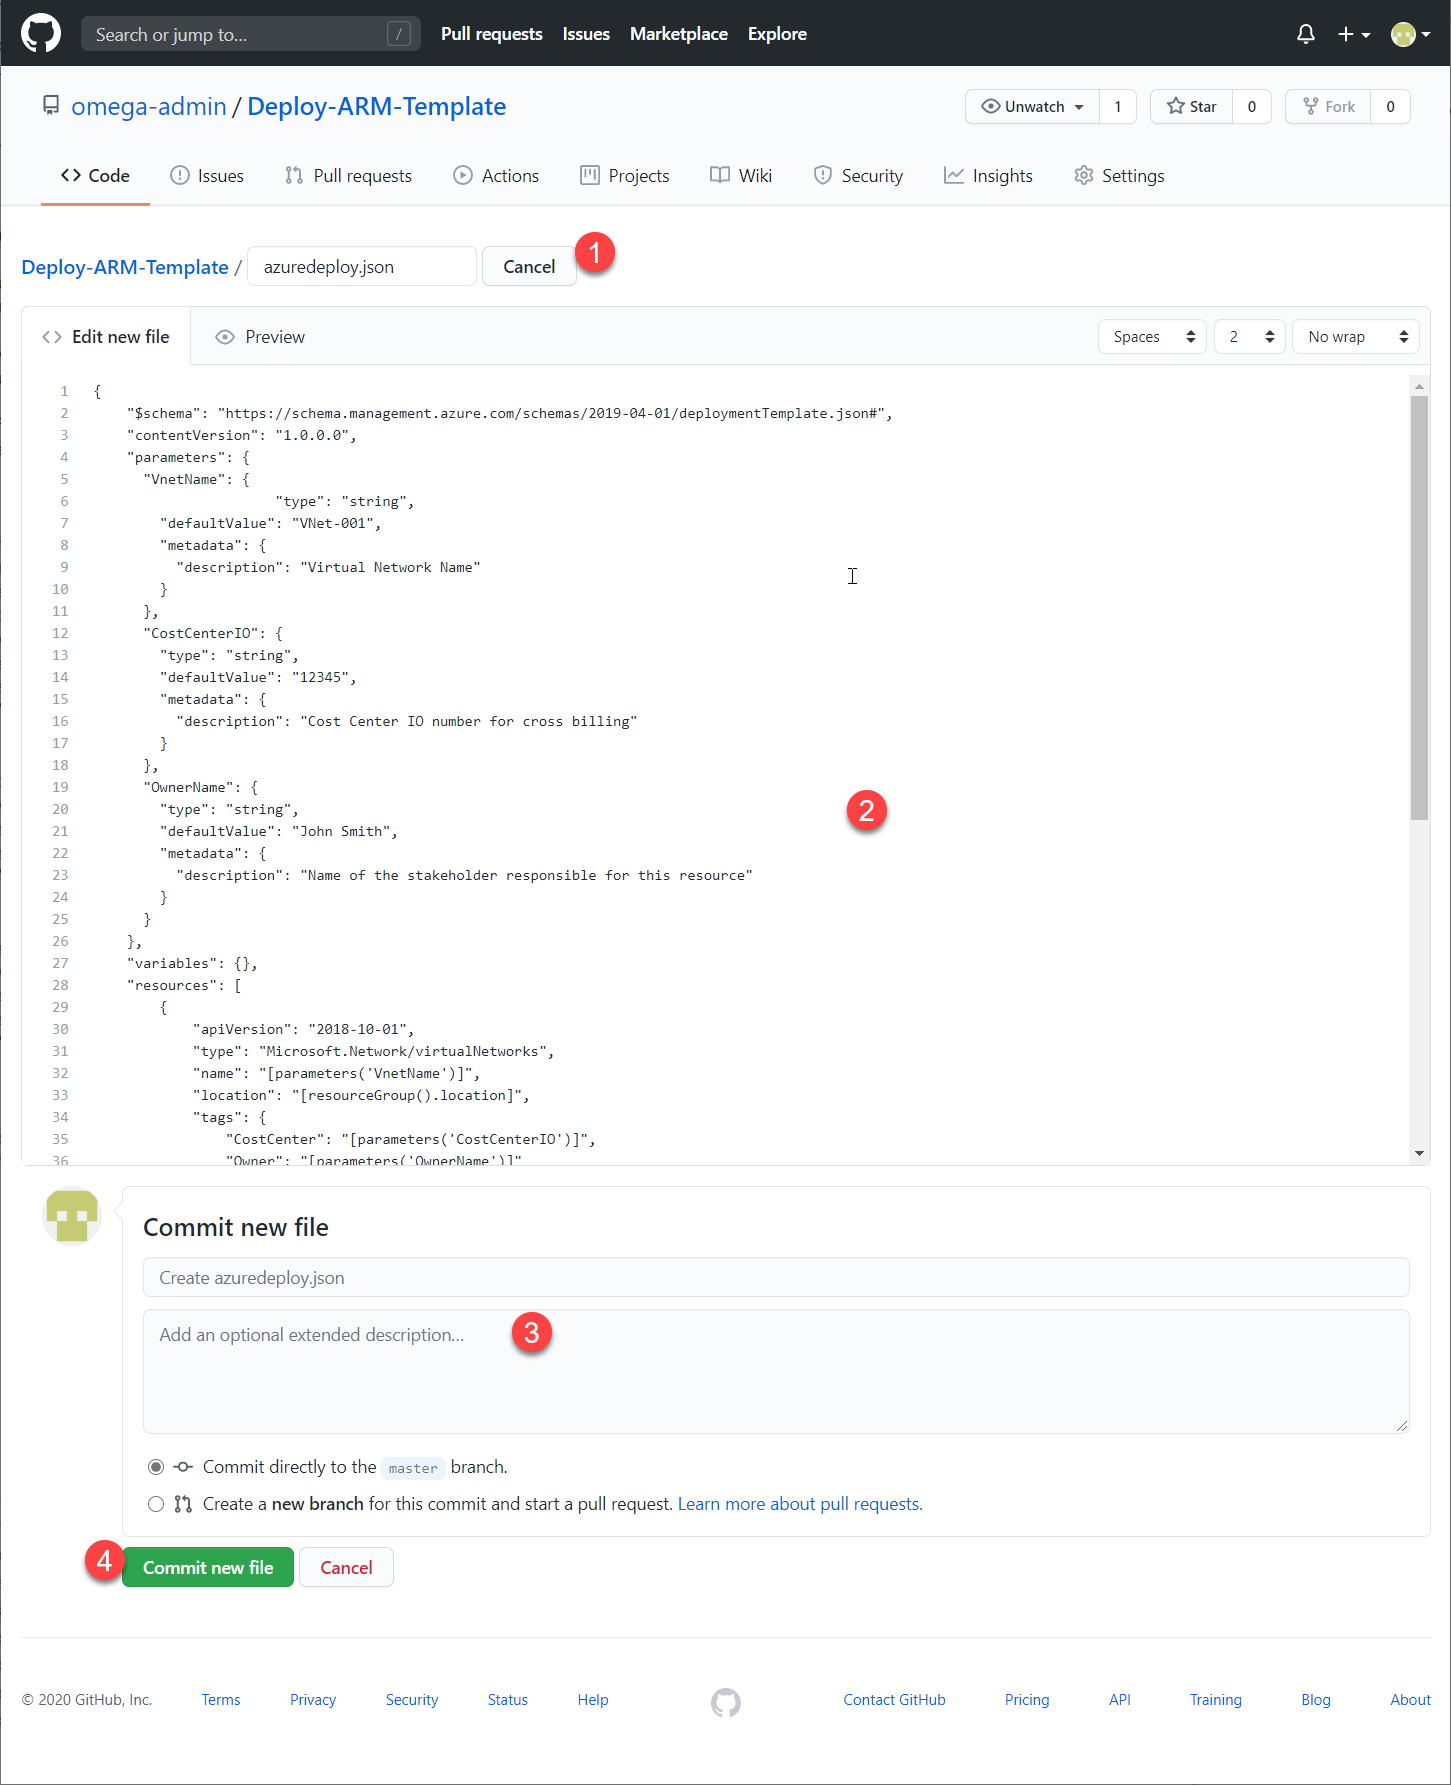 Search or jump to... / Pull requests Issues Marketplace Explore
omega-admin / Deploy-ARM-Template Unwatch 1 Star 0 Fork 0
Code Issues Pull requests Actions Projects Wiki Security Insights Settings
Deploy-ARM-Template / azuredeploy.json Cancel 1
Edit new file Preview Spaces 2 No wrap
1 {
2 "$schema": "https://schema.management.azure.com/schemas/2019-04-01/deploymentTemplate.json#",
3 "contentVersion": "1.0.0.0",
4 "parameters": {
5 "VnetName": {
6 "type": "string",
7 "defaultValue": "VNet-001",
8 "metadata": {
9 "description": "Virtual Network Name"
10 }
11 },
12 "CostCenterIO": {
13 "type": "string",
14 "defaultValue": "12345",
15 "metadata": {
16 "description": "Cost Center IO number for cross billing"
17 }
18 },
19 "OwnerName": {
20 "type": "string",
21 "defaultValue": "John Smith",
22 "metadata": {
23 "description": "Name of the stakeholder responsible for this resource"
24 }
25 }
26 },
27 "variables": {},
28 "resources": [
29 {
30 "apiVersion": "2018-10-01",
31 "type": "Microsoft.Network/virtualNetworks",
32 "name": "[parameters('VnetName')]",
33 "location": "[resourceGroup().location]",
34 "tags": {
35 "CostCenter": "[parameters('CostCenterIO')]",
36 "Owner": "[parameters('OwnerName')]"
2
Commit new file
Create azuredeploy.json
Add an optional extended description... 3
Commit directly to the master branch.
Create a new branch for this commit and start a pull request. Learn more about pull requests.
4 Commit new file Cancel
© 2020 GitHub, Inc. Terms Privacy Security Status Help Contact GitHub Pricing API Training Blog About